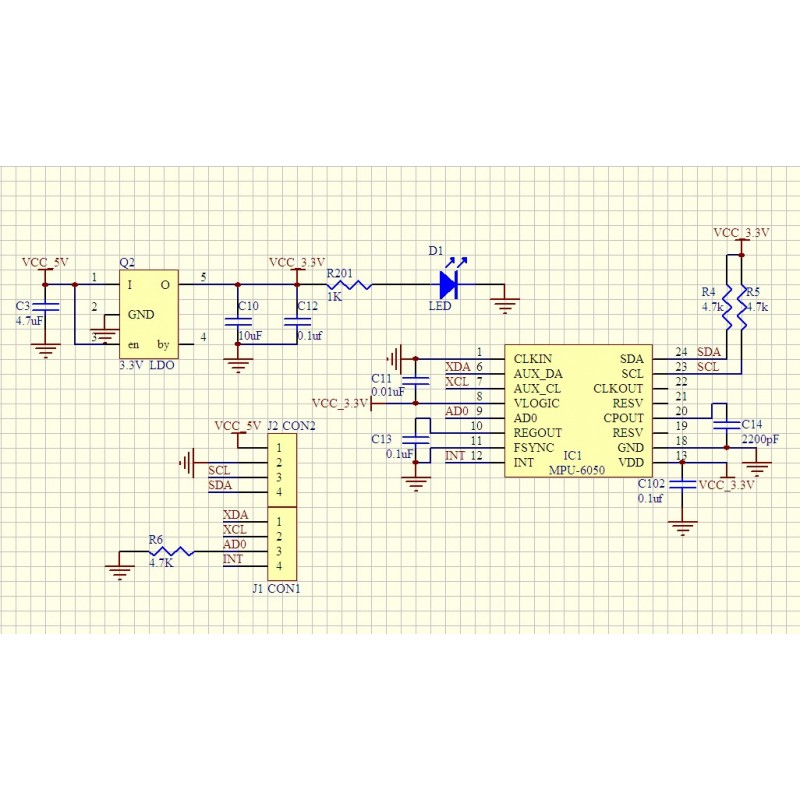 VCC_5V
Q2
1 I O 5
2 GND
3 en by 4
3.3V LDO
C3
4.7uF
VCC_3.3V
C10
10uF
C12
0.1uf
R201
1K
D1
LED
VCC_3.3V
R4
4.7k
R5
4.7k
1 CLKIN SDA 24 SDA
XDA 6 AUX_DA SCL 23 SCL
XCL 7 AUX_CL CLKOUT 22
VCC_3.3V 8 VLOGIC RESV 21
AD0 9 AD0 CPOUT 20
10 REGOUT RESV 19
11 FSYNC GND 18
INT 12 INT VDD 13
IC1
MPU-6050
C11
0.01uF
C13
0.1uF
C14
2200pF
C102
0.1uf
VCC_3.3V
VCC_5V
J2 CON2
1
2
SCL 3
SDA 4
XDA 1
XCL 2
AD0 3
INT 4
J1 CON1
R6
4.7K